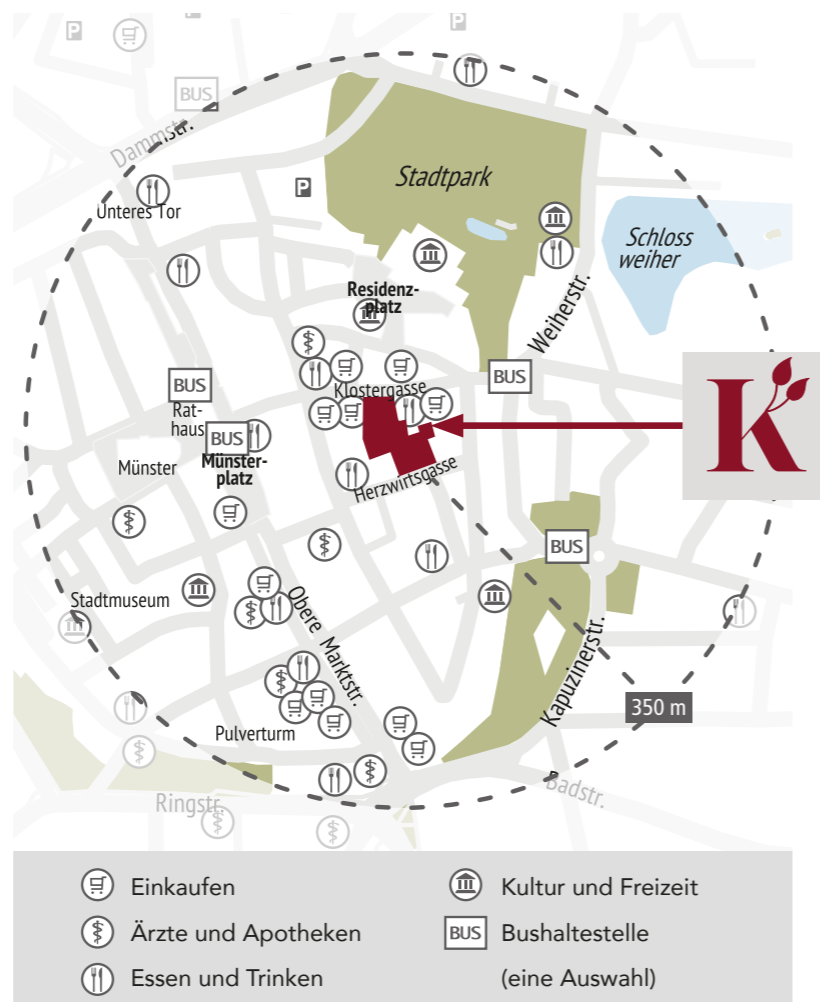 P
P
BUS
Dammstr.
Stadtpark
P
Unteres Tor
Schloss
weiher
Residenz-
platz
Weiherstr.
Klostergasse
BUS
BUS
K
Rat-
haus
BUS
Münster
Münster-
platz
Herzwirtsgasse
BUS
Stadtmuseum
Obere Marktstr.
Kapuzinerstr.
350 m
Pulverturm
Badstr.
Ringstr.
Einkaufen
Ärzte und Apotheken
Essen und Trinken
Kultur und Freizeit
BUS Bushaltestelle
(eine Auswahl)